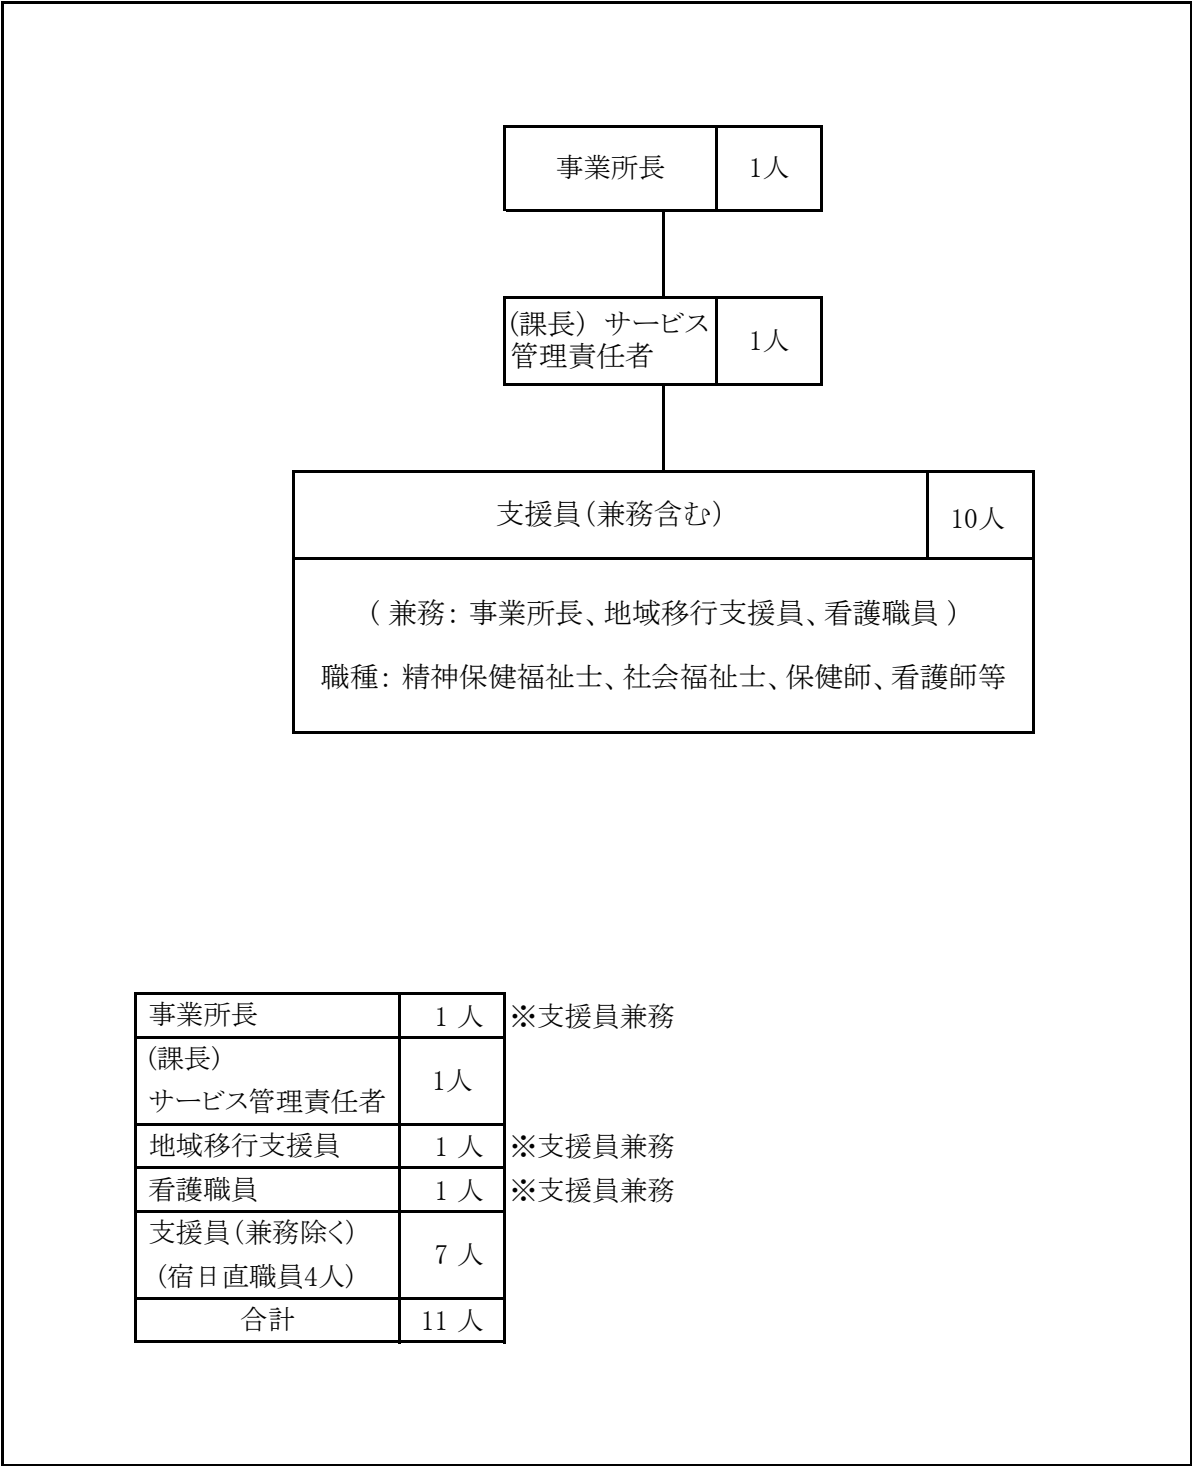 事業所長 1人
(課長) サービス 1人
管理責任者
支援員(兼務含む) 10人
( 兼務: 事業所長、地域移行支援員、看護職員 )
職種: 精神保健福祉士、社会福祉士、保健師、看護師等
事業所長 1 人 ※支援員兼務
(課長)
サービス管理責任者 1人
地域移行支援員 1 人 ※支援員兼務
看護職員 1 人 ※支援員兼務
支援員(兼務除く) 7 人
(宿日直職員4人)
合計 11 人